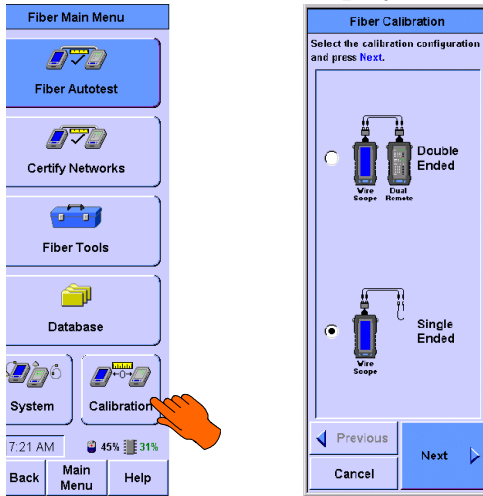 Fiber Main Menu
Fiber Autotest
Certify Networks
Fiber Tools
Database
System
Calibration
7:21 AM
45%
31%
Back
Main
Menu
Help
Fiber Calibration
Select the calibration configuration
and press Next.
Double
Ended
Wire
Scope
Dual
Remote
Single
Ended
Wire
Scope
Previous
Next
Cancel